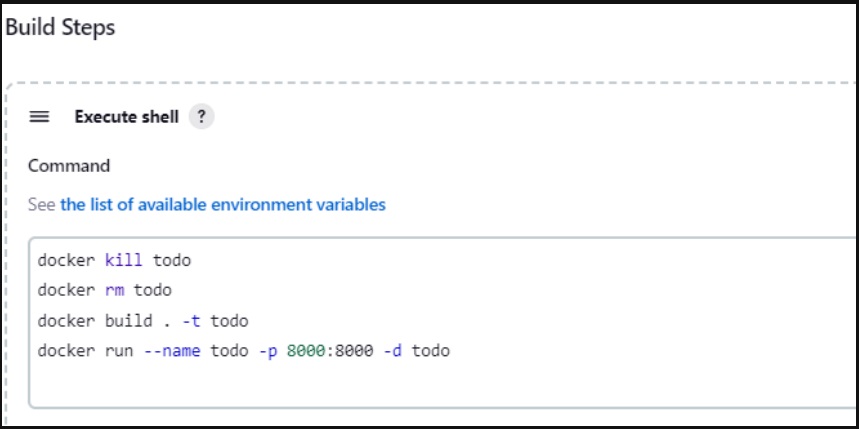 Build Steps
Execute shell ?
Command
See the list of available environment variables
docker kill todo
docker rm todo
docker build . -t todo
docker run --name todo -p 8000:8000 -d todo